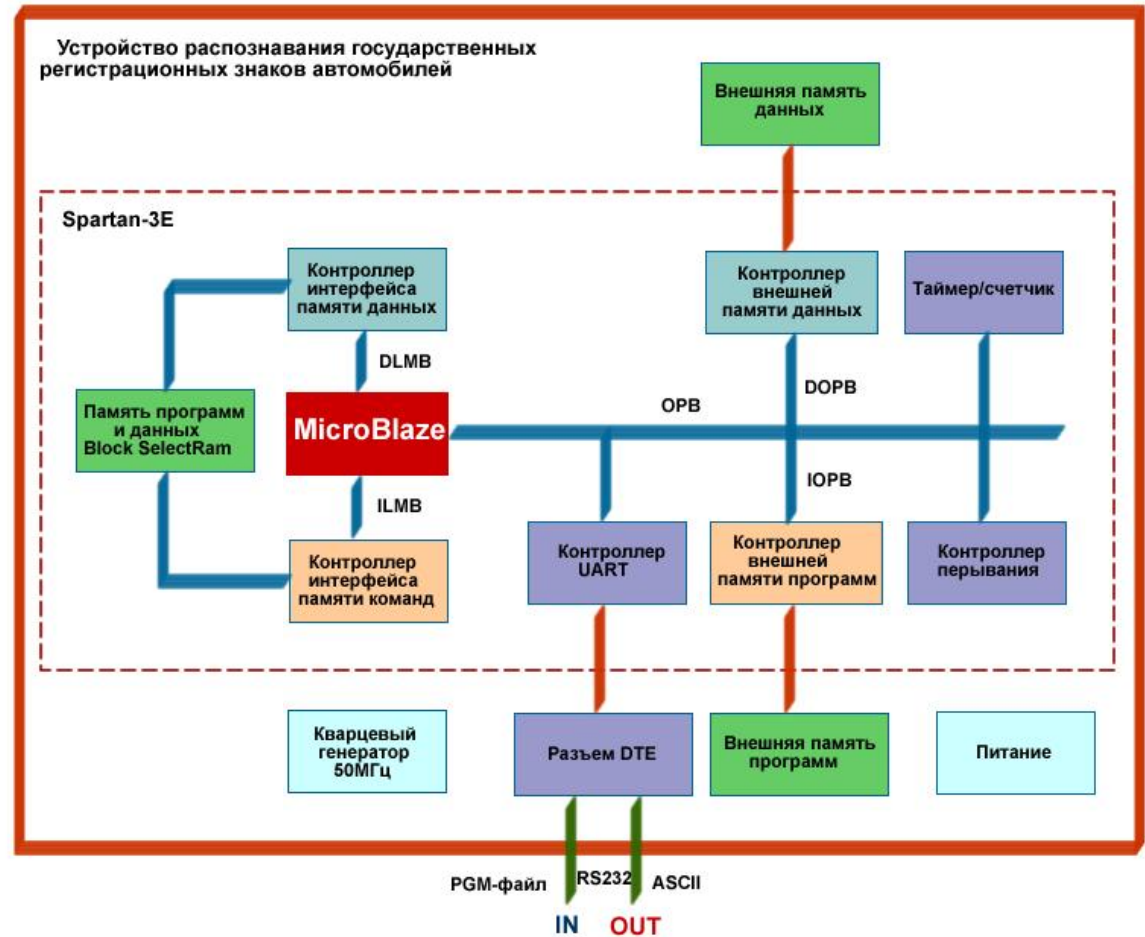 Устройство распознавания государственных
регистрационных знаков автомобилей
Внешняя память
данных
Spartan-3E
Контроллер
интерфейса
памяти данных
Контроллер
внешней
памяти данных
Таймер/счетчик
DLMB
DOPB
OPB
Память программ
и данных
Block SelectRam
MicroBlaze
ILMB
IOPB
Контроллер
интерфейса
памяти команд
Контроллер
UART
Контроллер
внешней
памяти программ
Контроллер
перывания
Кварцевый
генератор
50МГц
Разъем DTE
Внешняя память
программ
Питание
PGM-файл
RS232
ASCII
IN
OUT